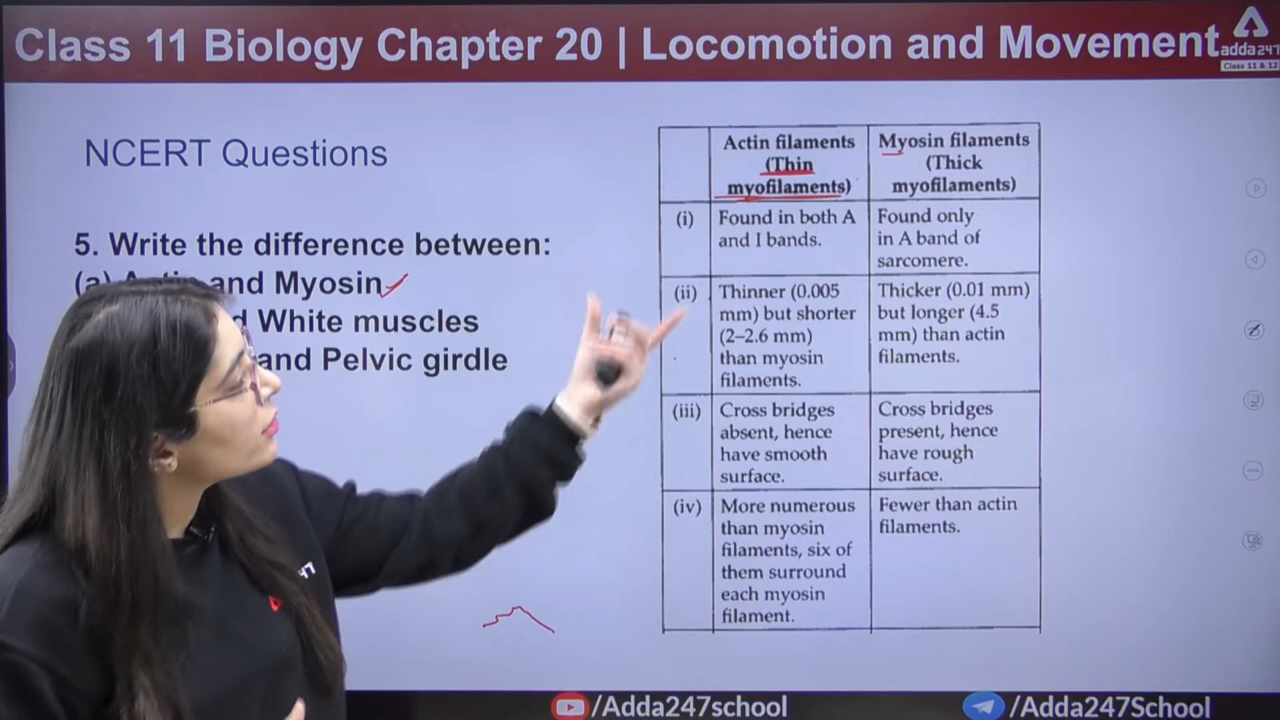 Class 11 Biology Chapter 20 | Locomotion and Movement
adda247
Class 11 & 12
NCERT Questions
5. Write the difference between:
(a) and Myosin
White muscles
and Pelvic girdle
Actin filaments
(Thin
myofilaments)
Myosin filaments
(Thick
myofilaments)
(i)
Found in both A
and I bands.
Found only
in A band of
sarcomere.
(ii)
Thinner (0.005
mm) but shorter
(2–2.6 mm)
than myosin
filaments.
Thicker (0.01 mm)
but longer (4.5
mm) than actin
filaments.
(iii)
Cross bridges
absent, hence
have smooth
surface.
Cross bridges
present, hence
have rough
surface.
(iv)
More numerous
than myosin
filaments, six of
them surround
each myosin
filament.
Fewer than actin
filaments.
/Adda247school
/Adda247School